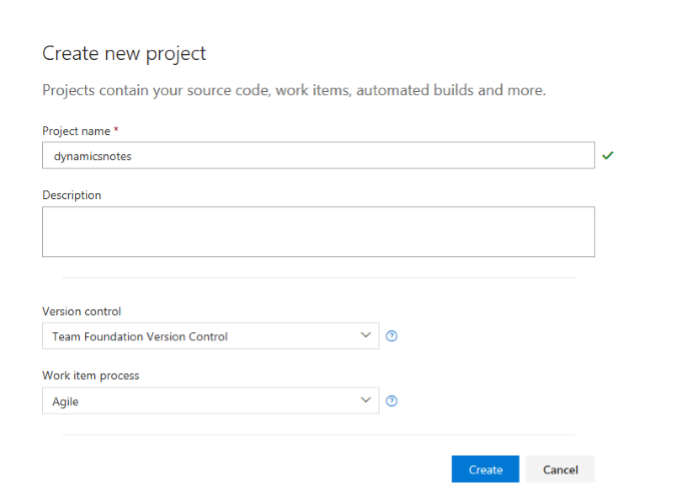 Create new project
Projects contain your source code, work items, automated builds and more.
Project name *
dynamicsnotes
Description
Version control
Team Foundation Version Control
Work item process
Agile
Create Cancel